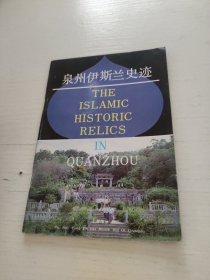 泉州伊斯兰史迹
THE
ISLAMIC
HISTORIC
RELICS
IN
QUANZHOU